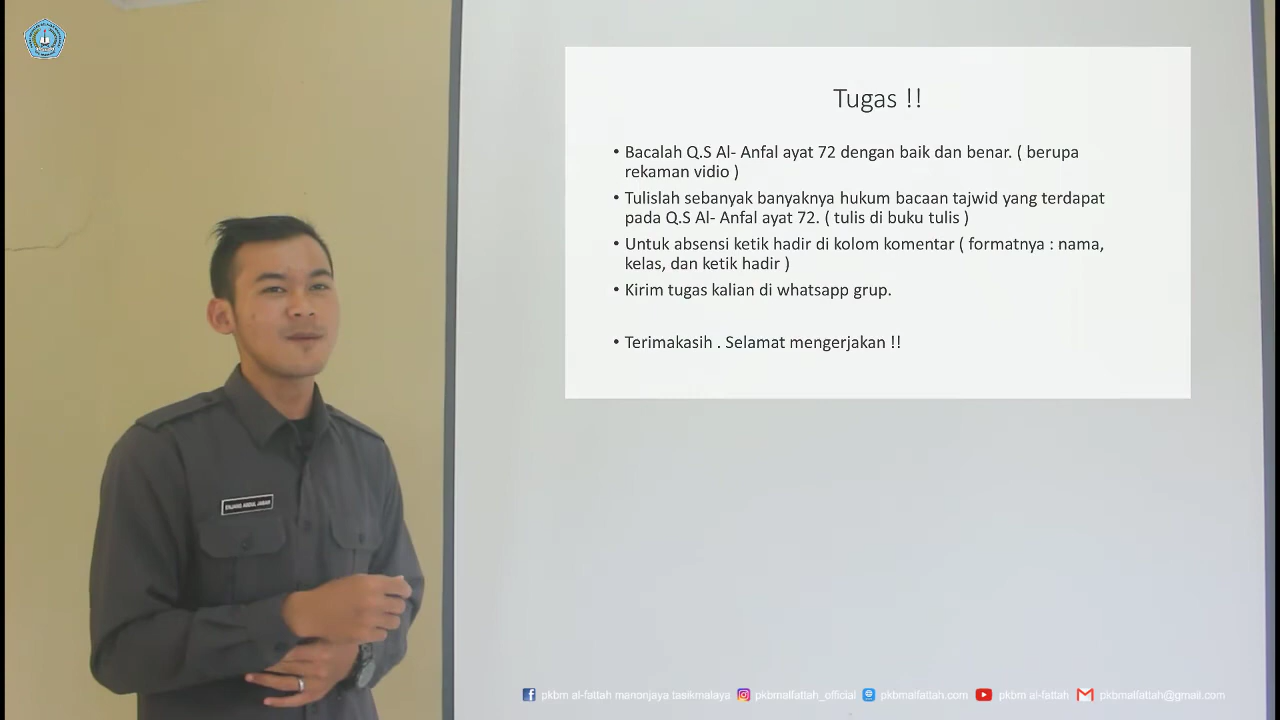 Tugas !!
• Bacalah Q.S Al- Anfal ayat 72 dengan baik dan benar. ( berupa
rekaman vidio )
• Tulislah sebanyak banyaknya hukum bacaan tajwid yang terdapat
pada Q.S Al- Anfal ayat 72. ( tulis di buku tulis )
• Untuk absensi ketik hadir di kolom komentar ( formatnya : nama,
kelas, dan ketik hadir )
• Kirim tugas kalian di whatsapp grup.
• Terimakasih . Selamat mengerjakan !!
ENJANG ABDUL JABAR
pkbm al-fattah manonjaya tasikmalaya pkbmalfattah_official pkbmalfattah.com pkbm al-fattah pkbmalfattah@gmail.com